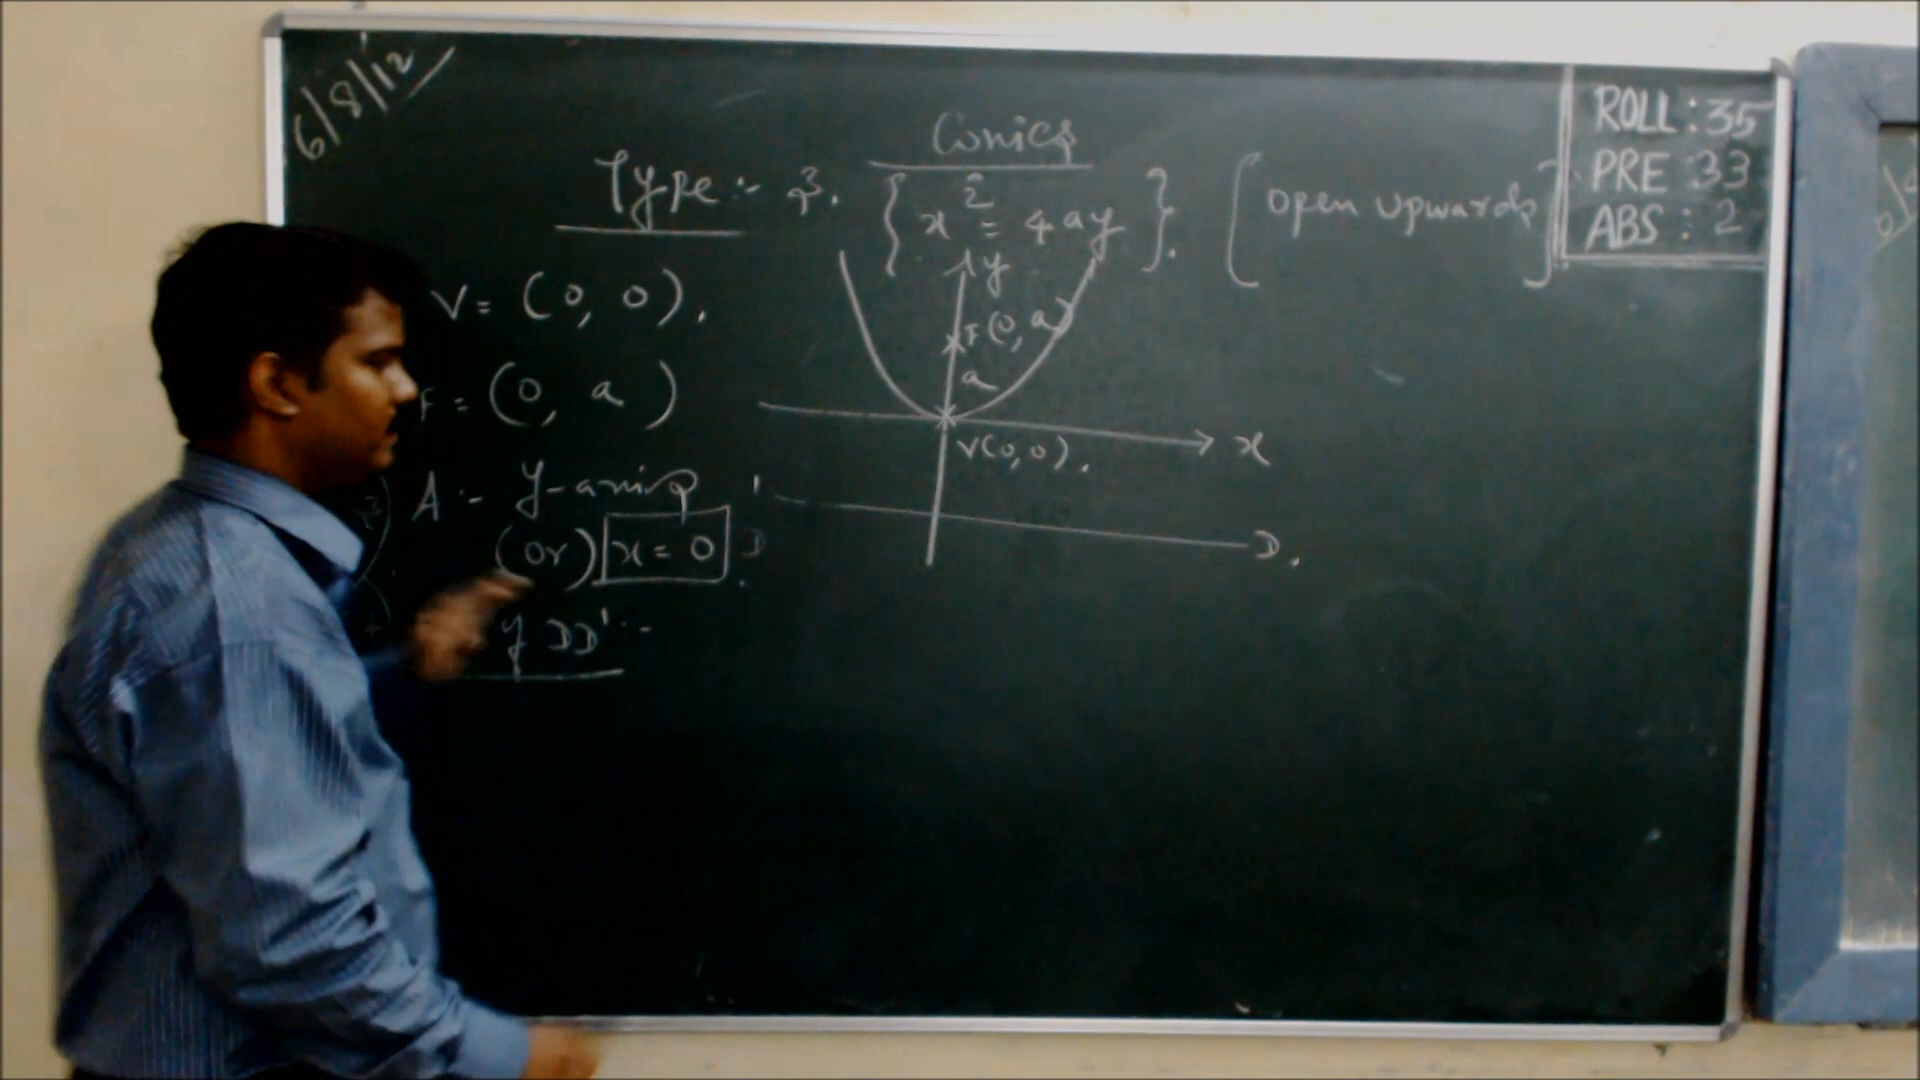 6/8/12
Conics
Type:- 3. {x² = 4ay}. [open upwards].
ROLL: 35
PRE: 33
ABS: 2
V = (0, 0).
F = (0, a)
A :- y-axis
(or) x = 0.
DD' :-
y
F(0, a)
a
V(0,0).
x
D'
D.